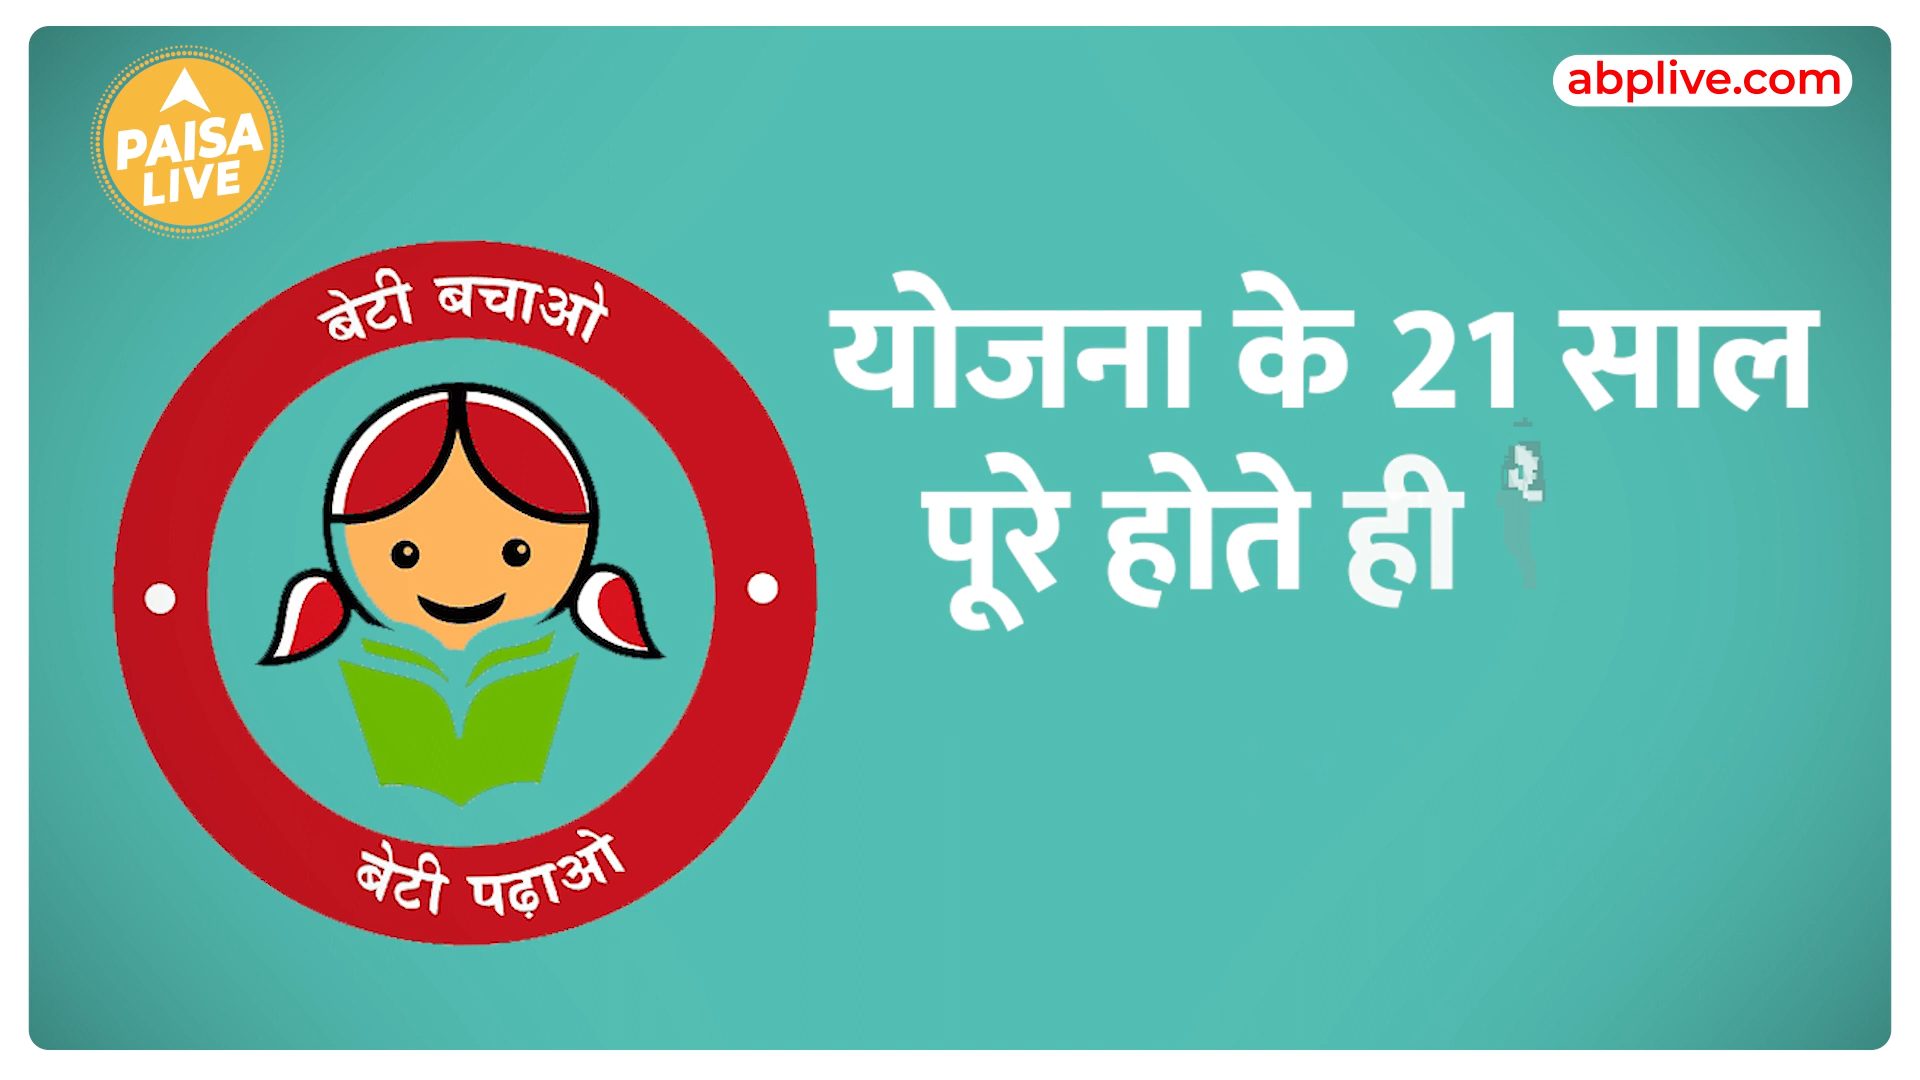 PAISA
LIVE
abplive.com
बेटी बचाओ
योजना के 21 साल
पूरे होते ही
बेटी पढ़ाओ